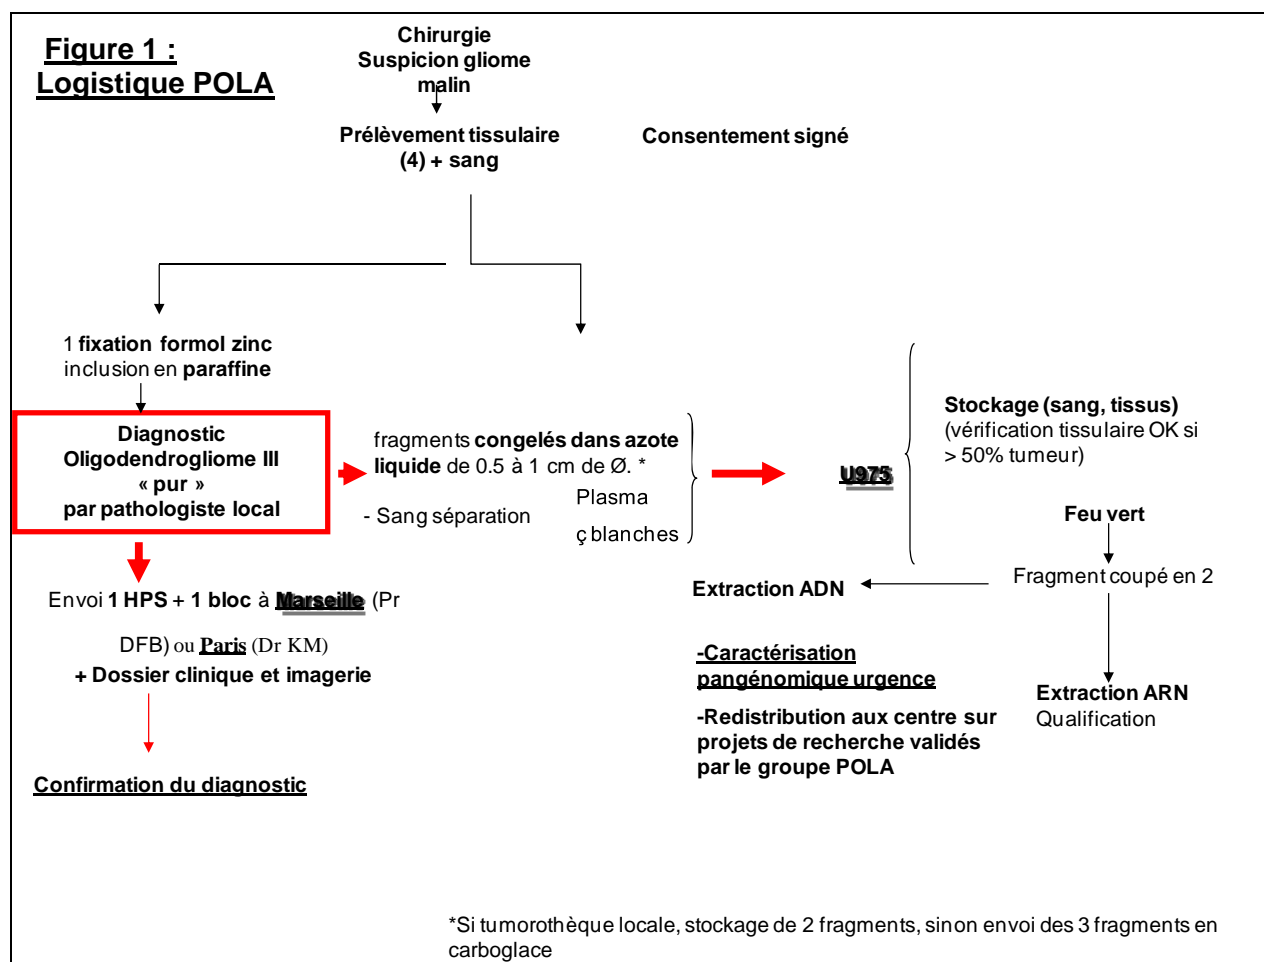 Figure 1 :
Logistique POLA
Chirurgie
Suspicion gliome
malin
Prélèvement tissulaire
(4) + sang
Consentement signé
1 fixation formol zinc
inclusion en paraffine
Diagnostic
Oligodendrogliome III
« pur »
par pathologiste local
fragments congelés dans azote
liquide de 0.5 à 1 cm de Ø. *
Plasma
- Sang séparation
ç blanches
U975
Stockage (sang, tissus)
(vérification tissulaire OK si
> 50% tumeur)
Feu vert
Fragment coupé en 2
Extraction ADN
Envoi 1 HPS + 1 bloc à Marseille (Pr
DFB) ou Paris (Dr KM)
+ Dossier clinique et imagerie
-Caractérisation
pangénomique urgence
-Redistribution aux centre sur
projets de recherche validés
par le groupe POLA
Extraction ARN
Qualification
Confirmation du diagnostic
*Si tumorothèque locale, stockage de 2 fragments, sinon envoi des 3 fragments en
carboglace